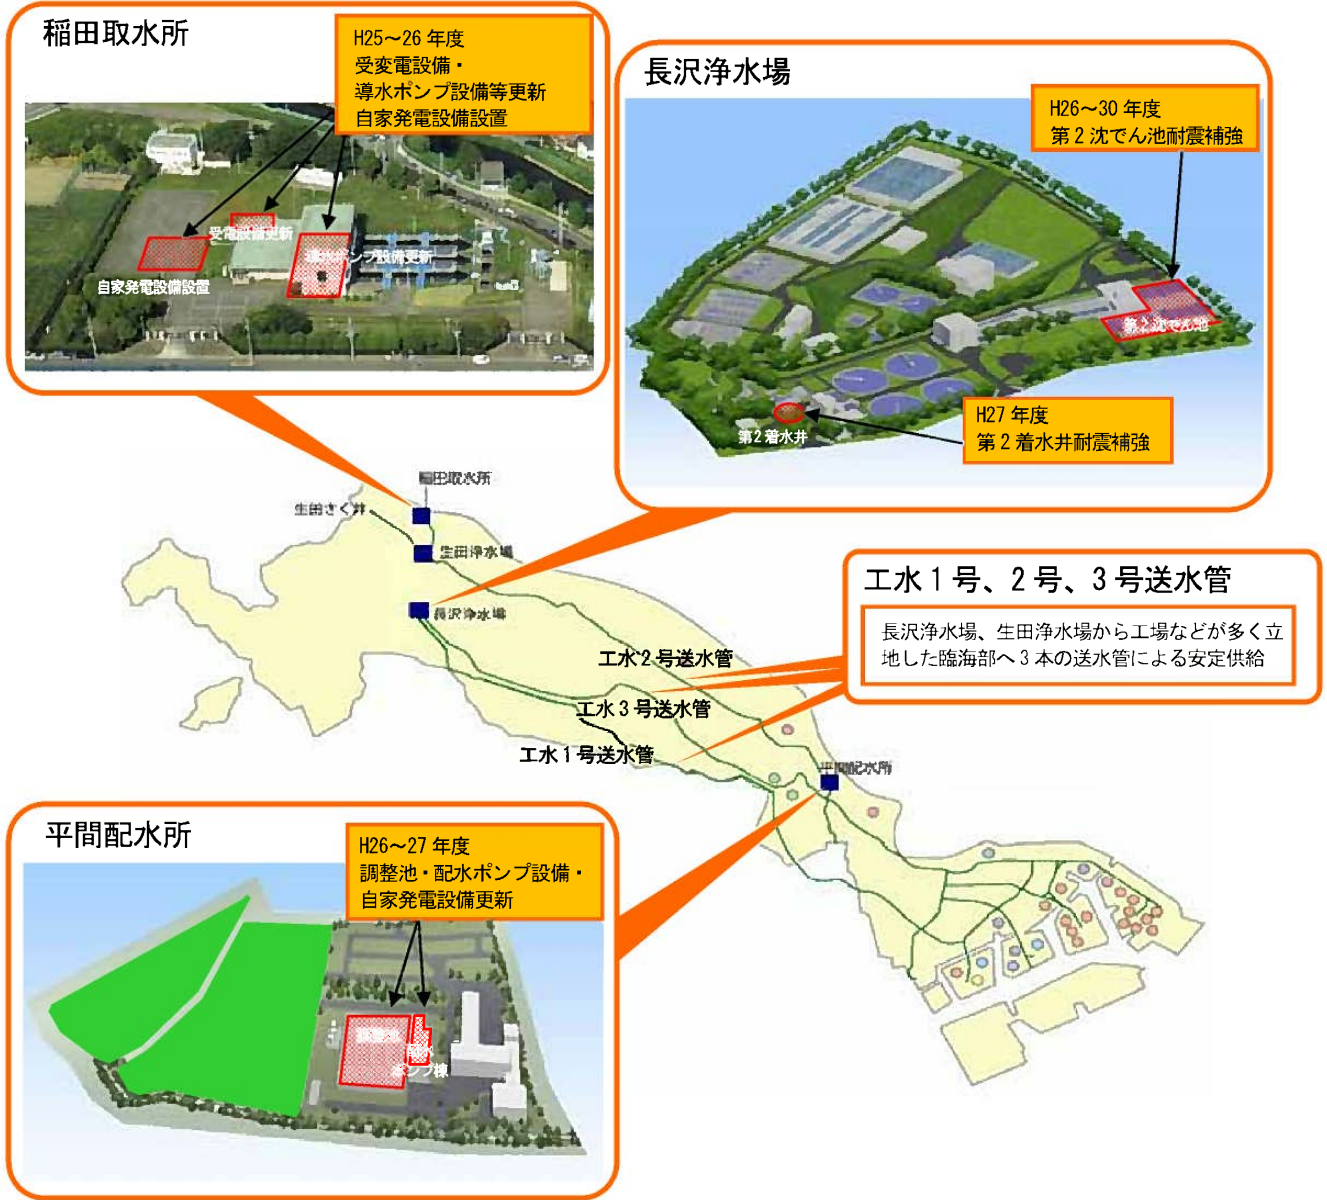 稲田取水所
H25～26年度
受変電設備・
導水ポンプ設備等更新
自家発電設備設置
受電設備更新
導水ポンプ設備更新
自家発電設備設置
長沢浄水場
H26～30年度
第2沈でん池耐震補強
第2沈でん池
H27年度
第2着水井耐震補強
第2着水井
稲田取水所
生田さく井
生田浄水場
長沢浄水場
工水1号、2号、3号送水管
長沢浄水場、生田浄水場から工場などが多く立
地した臨海部へ3本の送水管による安定供給
工水2号送水管
工水3号送水管
工水1号送水管
平間配水所
平間配水所
H26～27年度
調整池・配水ポンプ設備・
自家発電設備更新
配水
ポンプ棟